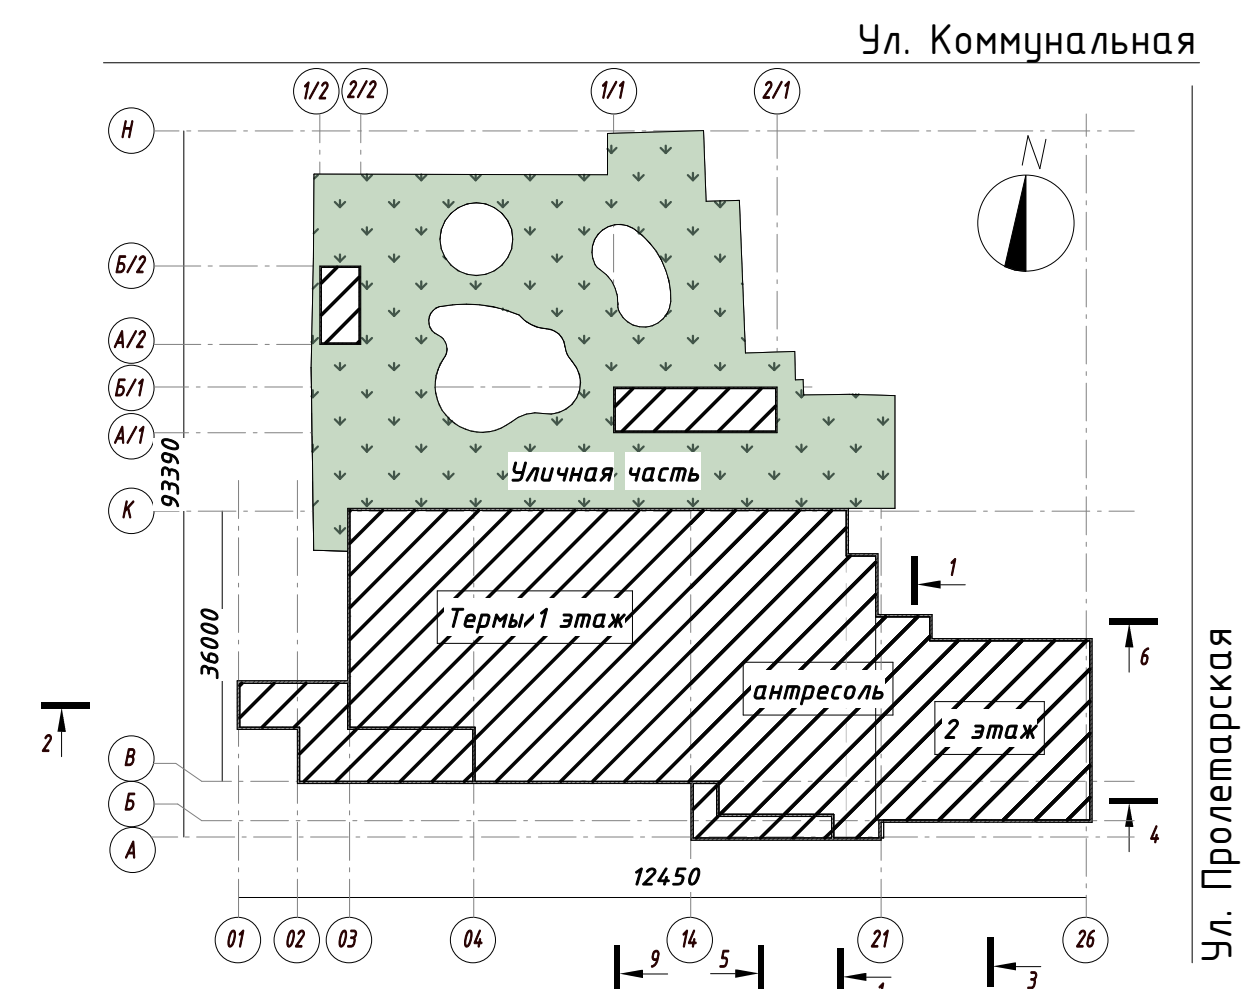 Ул. Коммунальная
1/2 2/2 1/1 2/1
Н
N
Б/2
А/2
Б/1
А/1
93390
Уличная часть
К
1
Термы 1 этаж
36000
6
антресоль
2 этаж
2
В
Б
4
А
12450
01 02 03 04 14 21 26
9 5 1 3
Ул. Пролетарская